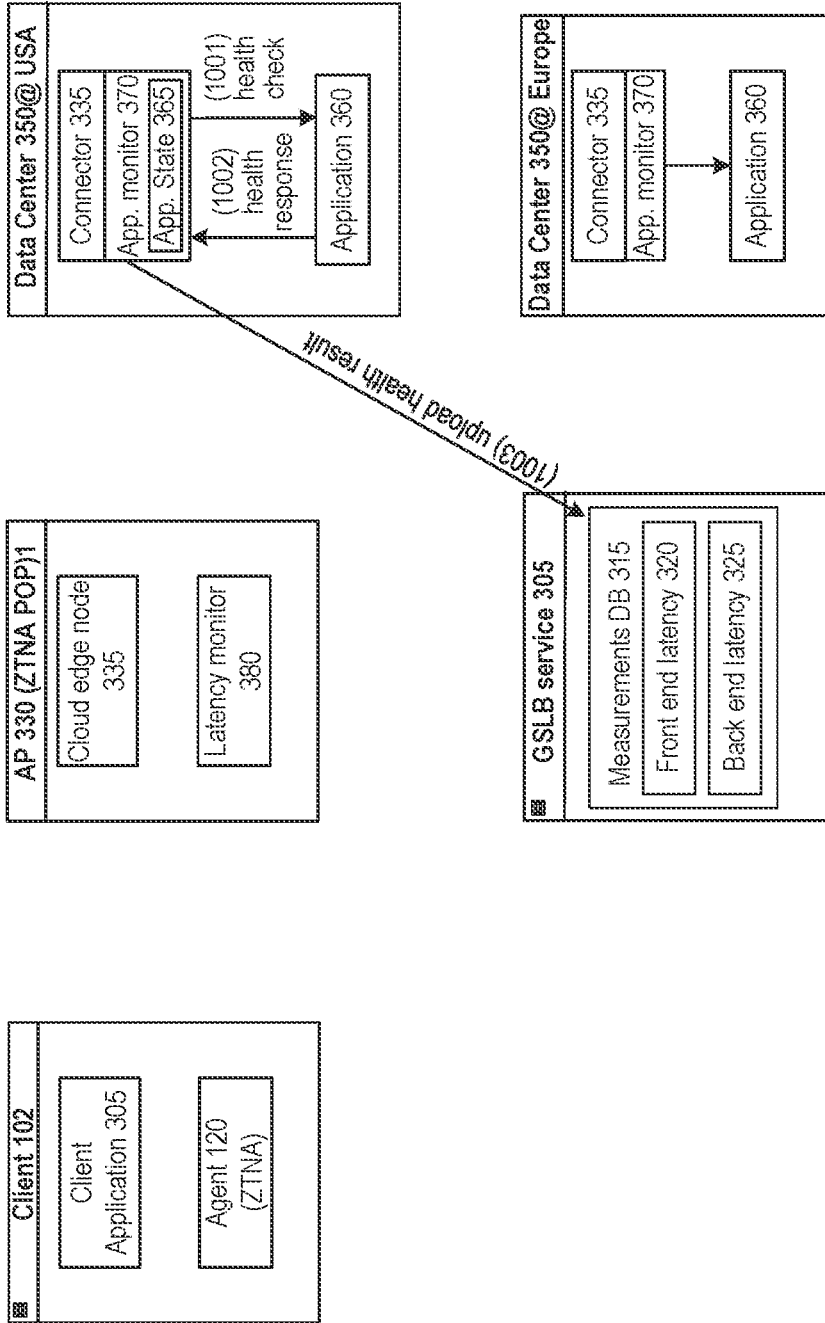 Client 102
Client
Application 305
Agent 120
(ZTNA)
AP 330 (ZTNA POP)1
Cloud edge node
335
Latency monitor
380
Data Center 350@ USA
Connector 335
App. monitor 370
App. State 365
(1002)
health
response
(1001)
health
check
Application 360
(1003) upload health result
GSLB service 305
Measurements DB 315
Front end latency 320
Back end latency 325
Data Center 350@ Europe
Connector 335
App. monitor 370
Application 360